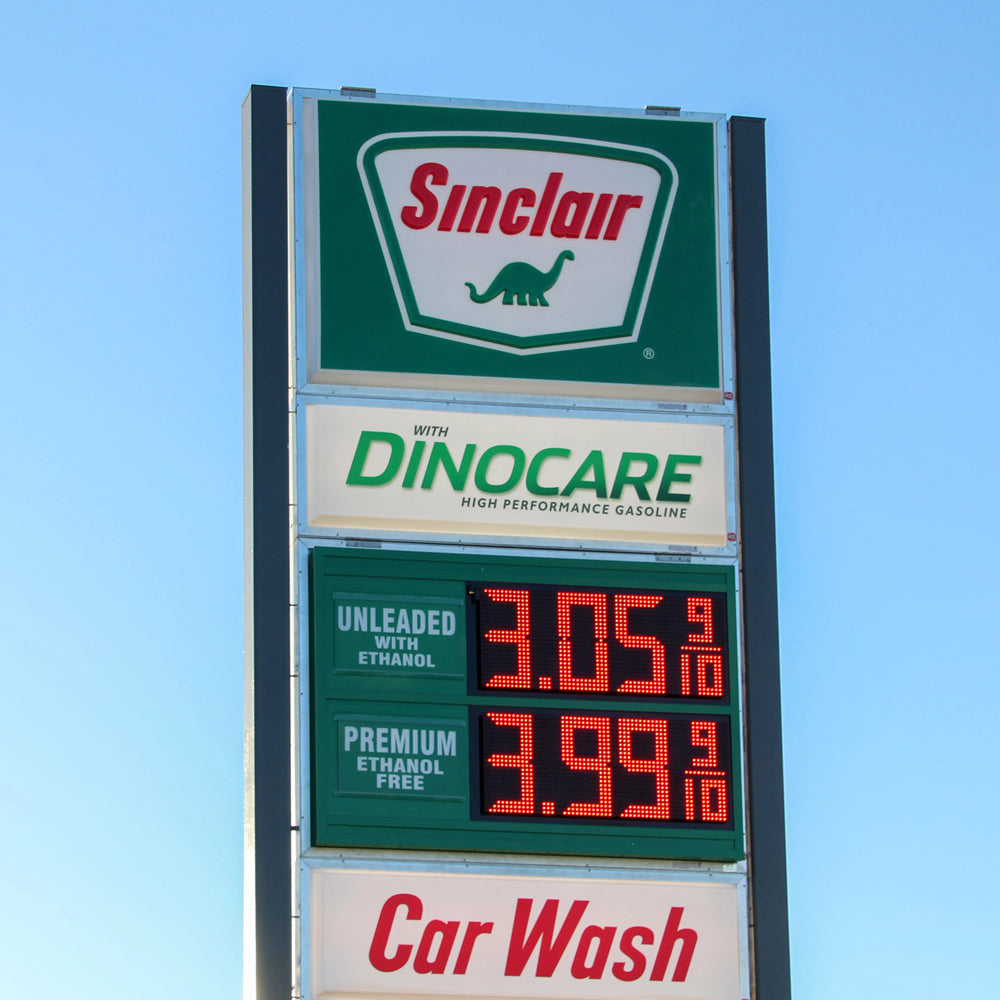 Sinclair
®
WITH
DINOCARE
HIGH PERFORMANCE GASOLINE
UNLEADED
WITH
ETHANOL
3.05 9/10
PREMIUM
ETHANOL
FREE
3.99 9/10
Car Wash